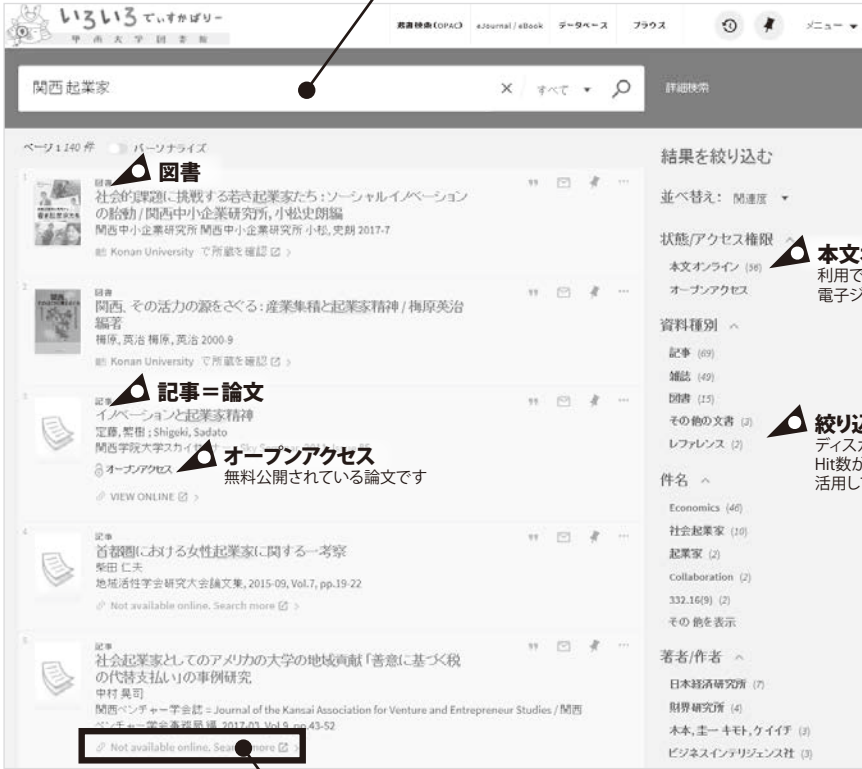 いろいろでぃすかばりー
甲南大学図書館
蔵書検索(OPAC) eJournal/eBook データベース ブラウズ メニュー
関西 起業家
すべて
詳細検索
ページ: 140 件 パーソナライズ
1
図書
図書
社会的課題に挑戦する若き起業家たち : ソーシャルイノベーション
の胎動 / 関西中小企業研究所, 小松史朗編
関西中小企業研究所 関西中小企業研究所 小松, 史朗 2017-7
Konan University で所蔵を確認
2
図書
関西、その活力の源をさぐる : 産業集積と起業家精神 / 梅原英治
編著
梅原, 英治 梅原, 英治 2000-9
Konan University で所蔵を確認
3
記事
記事=論文
イノベーションと起業家精神
定藤, 繁樹 ; Shigeki, Sadato
関西学院大学スカイ
オープンアクセス
オープンアクセス
無料公開されている論文です
VIEW ONLINE
4
記事
首都圏における女性起業家に関する一考察
柴田 仁夫
地域活性学会研究大会論文集, 2015-09, Vol.7, pp.19-22
Not available online. Search more
5
記事
社会起業家としてのアメリカの大学の地域貢献「善意に基づく税
の代替支払い」の事例研究
中村 晃司
関西ベンチャー学会誌 = Journal of the Kansai Association for Venture and Entrepreneur Studies / 関西
ベンチャー学会事務局 編, 2017-03, Vol.9, pp.43-52
Not available online. Search more
結果を絞り込む
並べ替え: 関連度
状態/アクセス権限
本文オンライン (56)
オープンアクセス
本文
利用で
電子ジ
資料種別
記事 (69)
雑誌 (49)
図書 (15)
その他の文書 (3)
レファレンス (2)
絞り込
ディスカ
Hit数が
活用して
件名
Economics (46)
社会起業家 (10)
起業家 (2)
Collaboration (2)
332.16(9) (2)
その他を表示
著者/作者
日本経済研究所 (7)
財界研究所 (4)
木本, 圭一 キモト, ケイイチ (3)
ビジネスインテリジェンス社 (3)